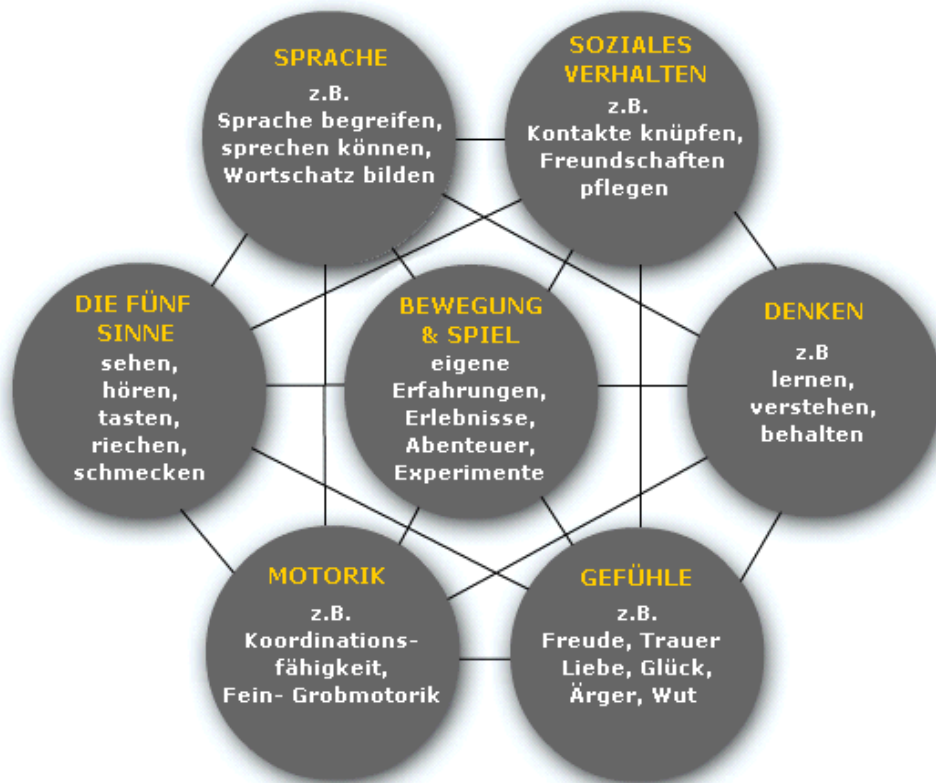 SPRACHE
z.B.
Sprache begreifen,
sprechen können,
Wortschatz bilden
SOZIALES
VERHALTEN
z.B.
Kontakte knüpfen,
Freundschaften
pflegen
DIE FÜNF
SINNE
sehen,
hören,
tasten,
riechen,
schmecken
BEWEGUNG
& SPIEL
eigene
Erfahrungen,
Erlebnisse,
Abenteuer,
Experimente
DENKEN
z.B
lernen,
verstehen,
behalten
MOTORIK
z.B.
Koordinations-
fähigkeit,
Fein- Grobmotorik
GEFÜHLE
z.B.
Freude, Trauer
Liebe, Glück,
Ärger, Wut